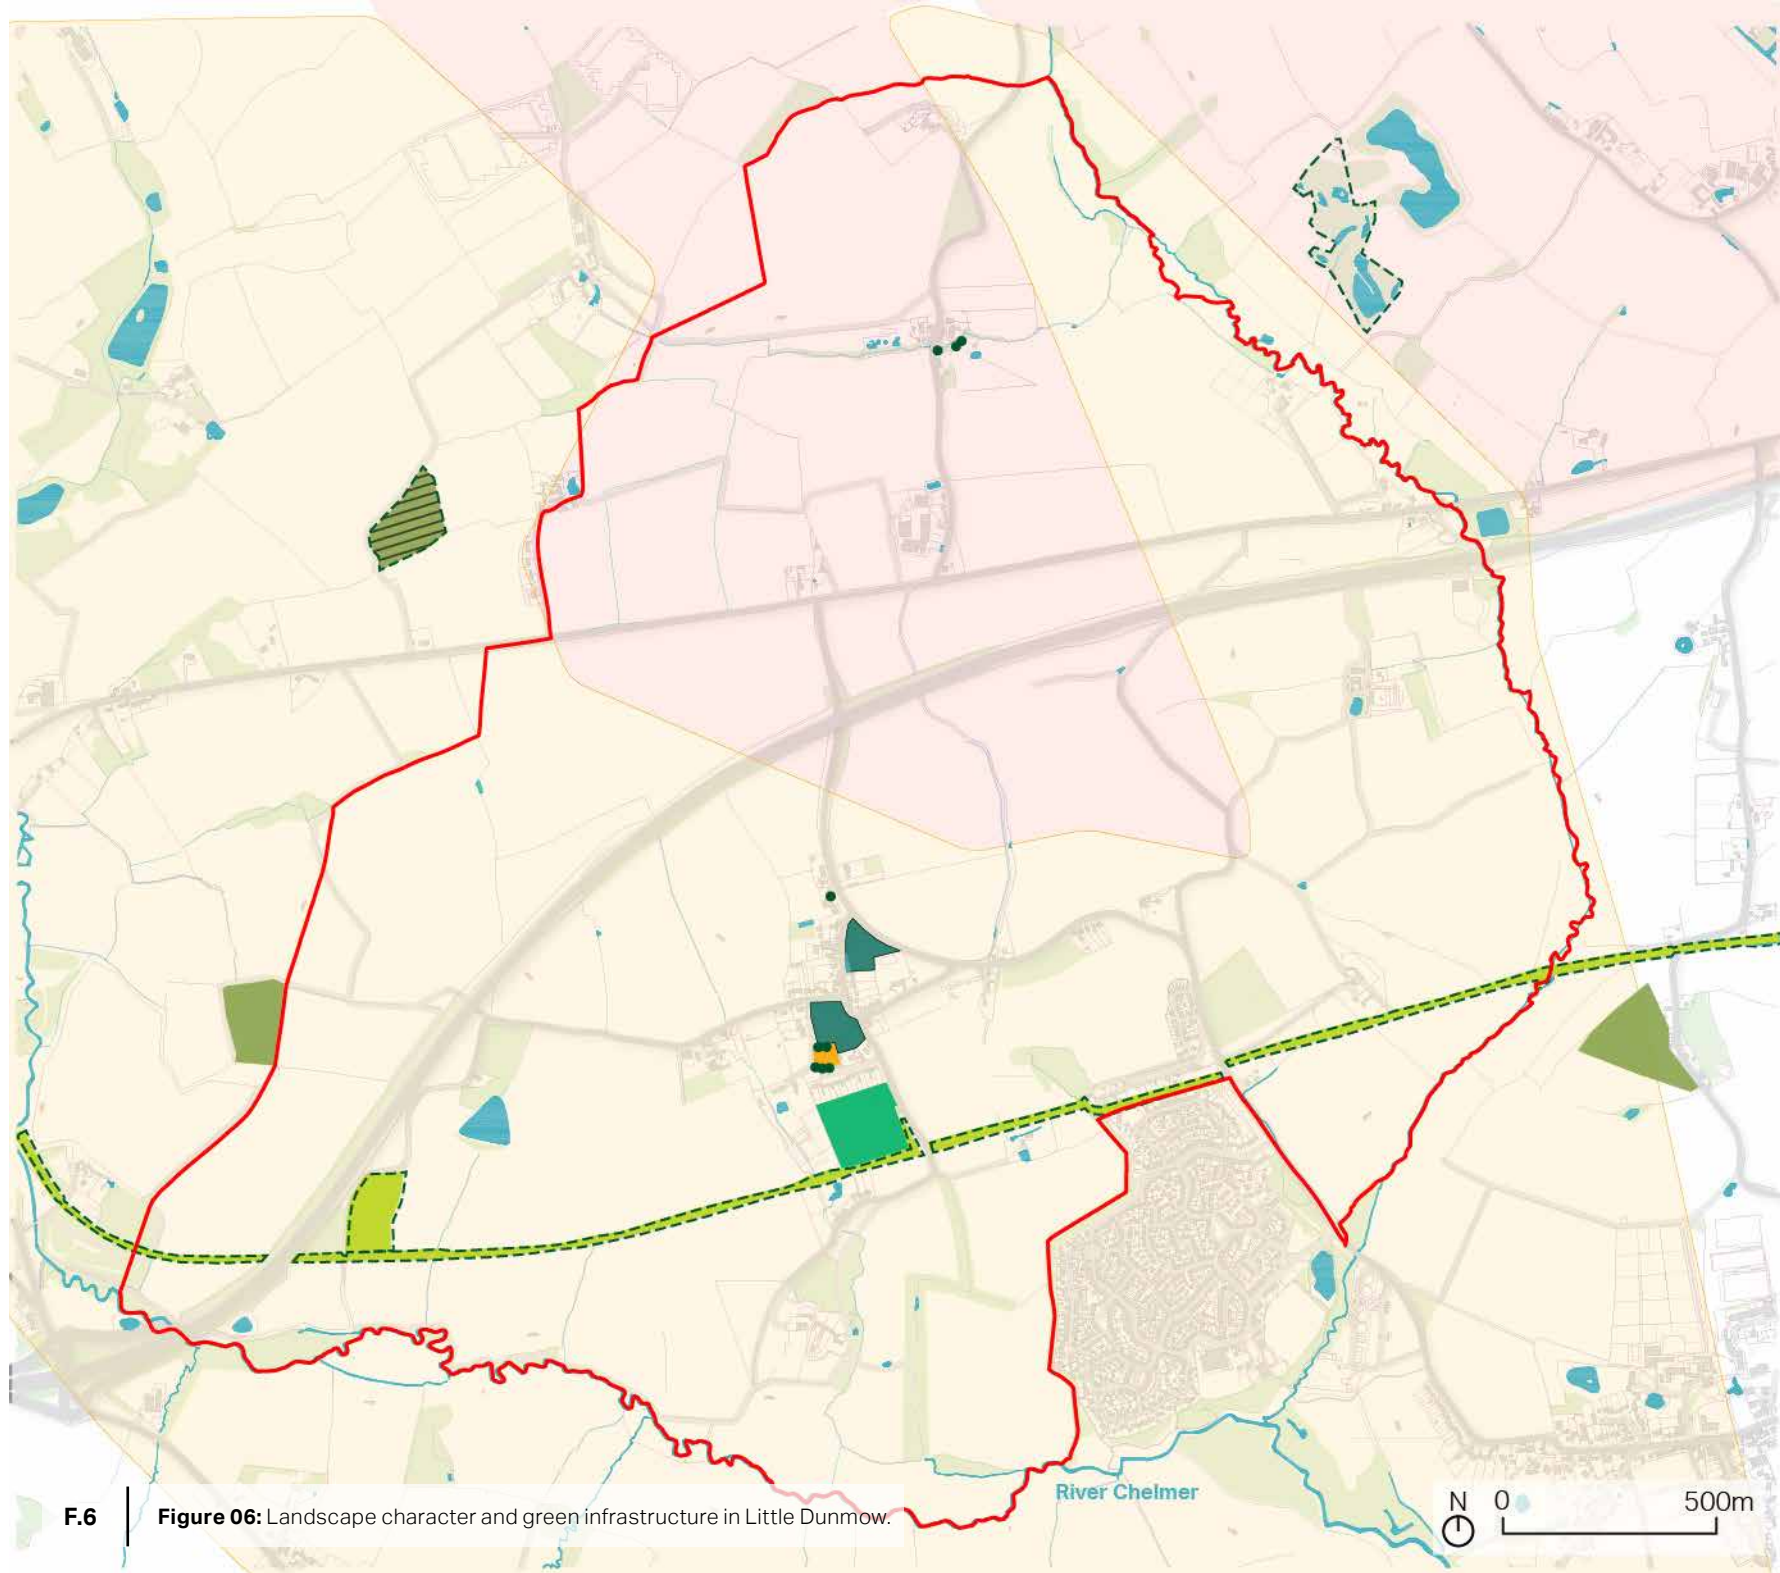 River Chelmer
N 0 500m
F.6
Figure 06: Landscape character and green infrastructure in Little Dunmow.